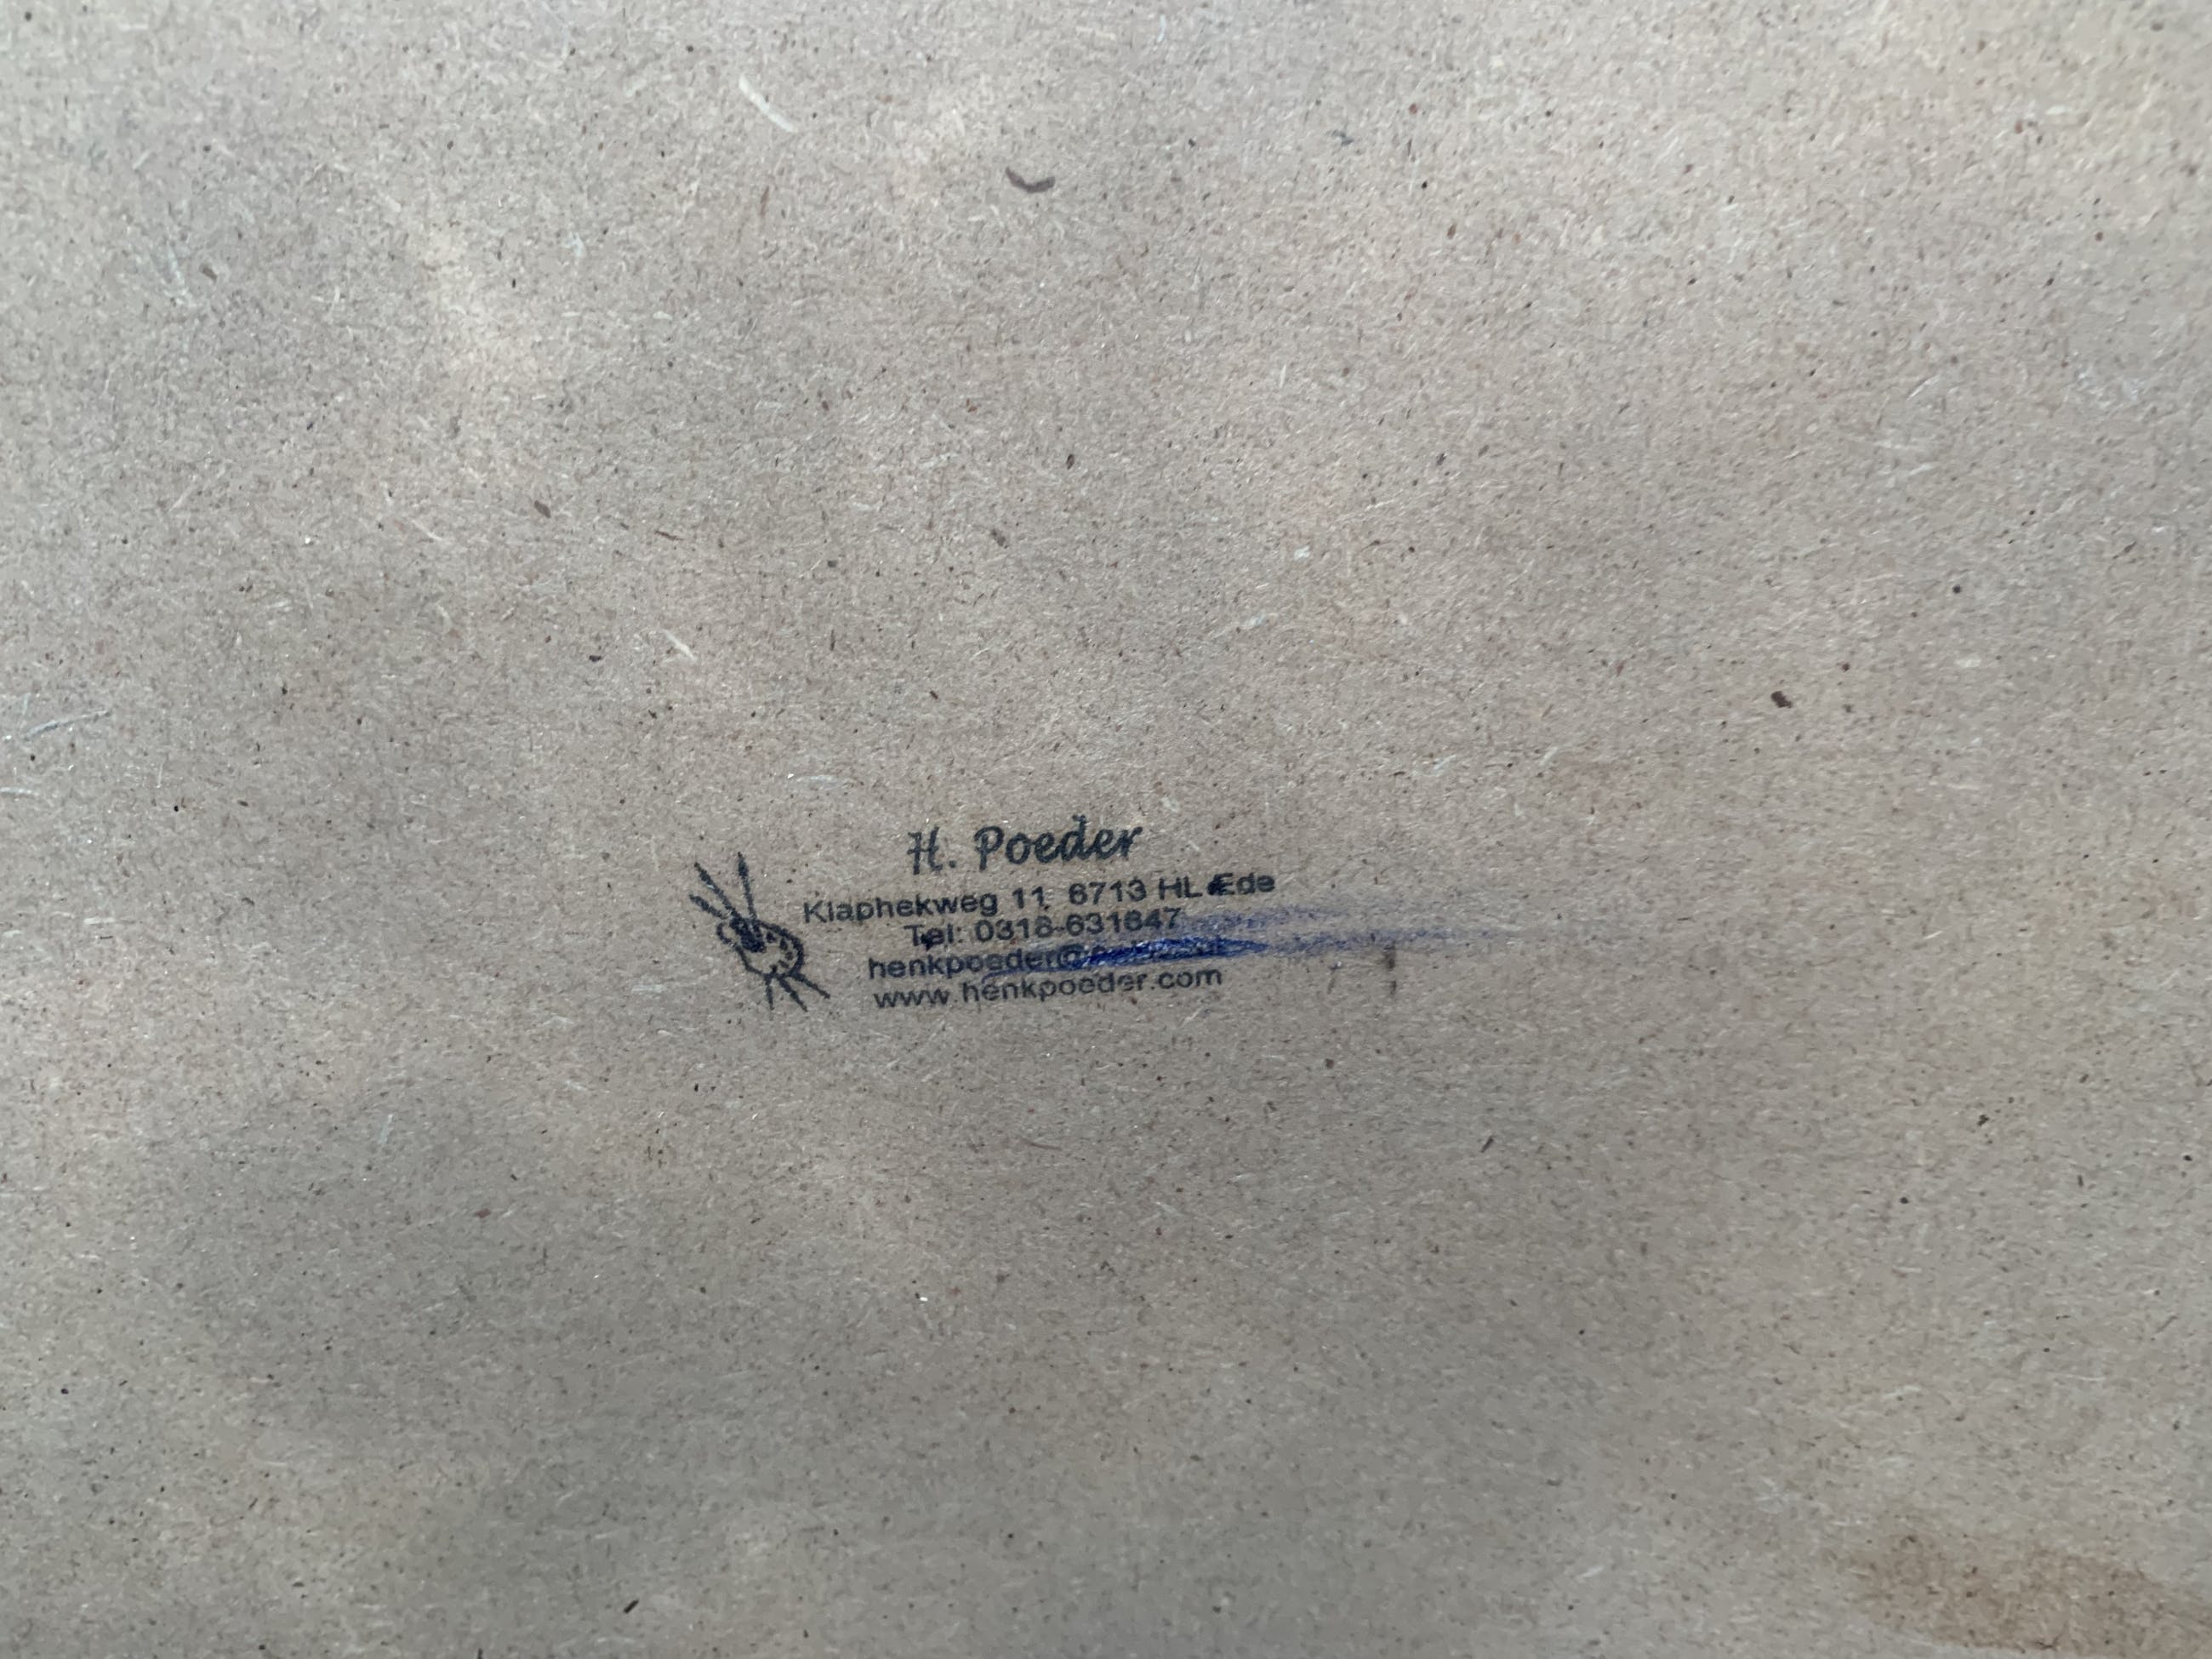 H. Poeder
Klaphekweg 11, 6713 HL Ede
Tel: 0318-631647
henkpoeder@
www.henkpoeder.com